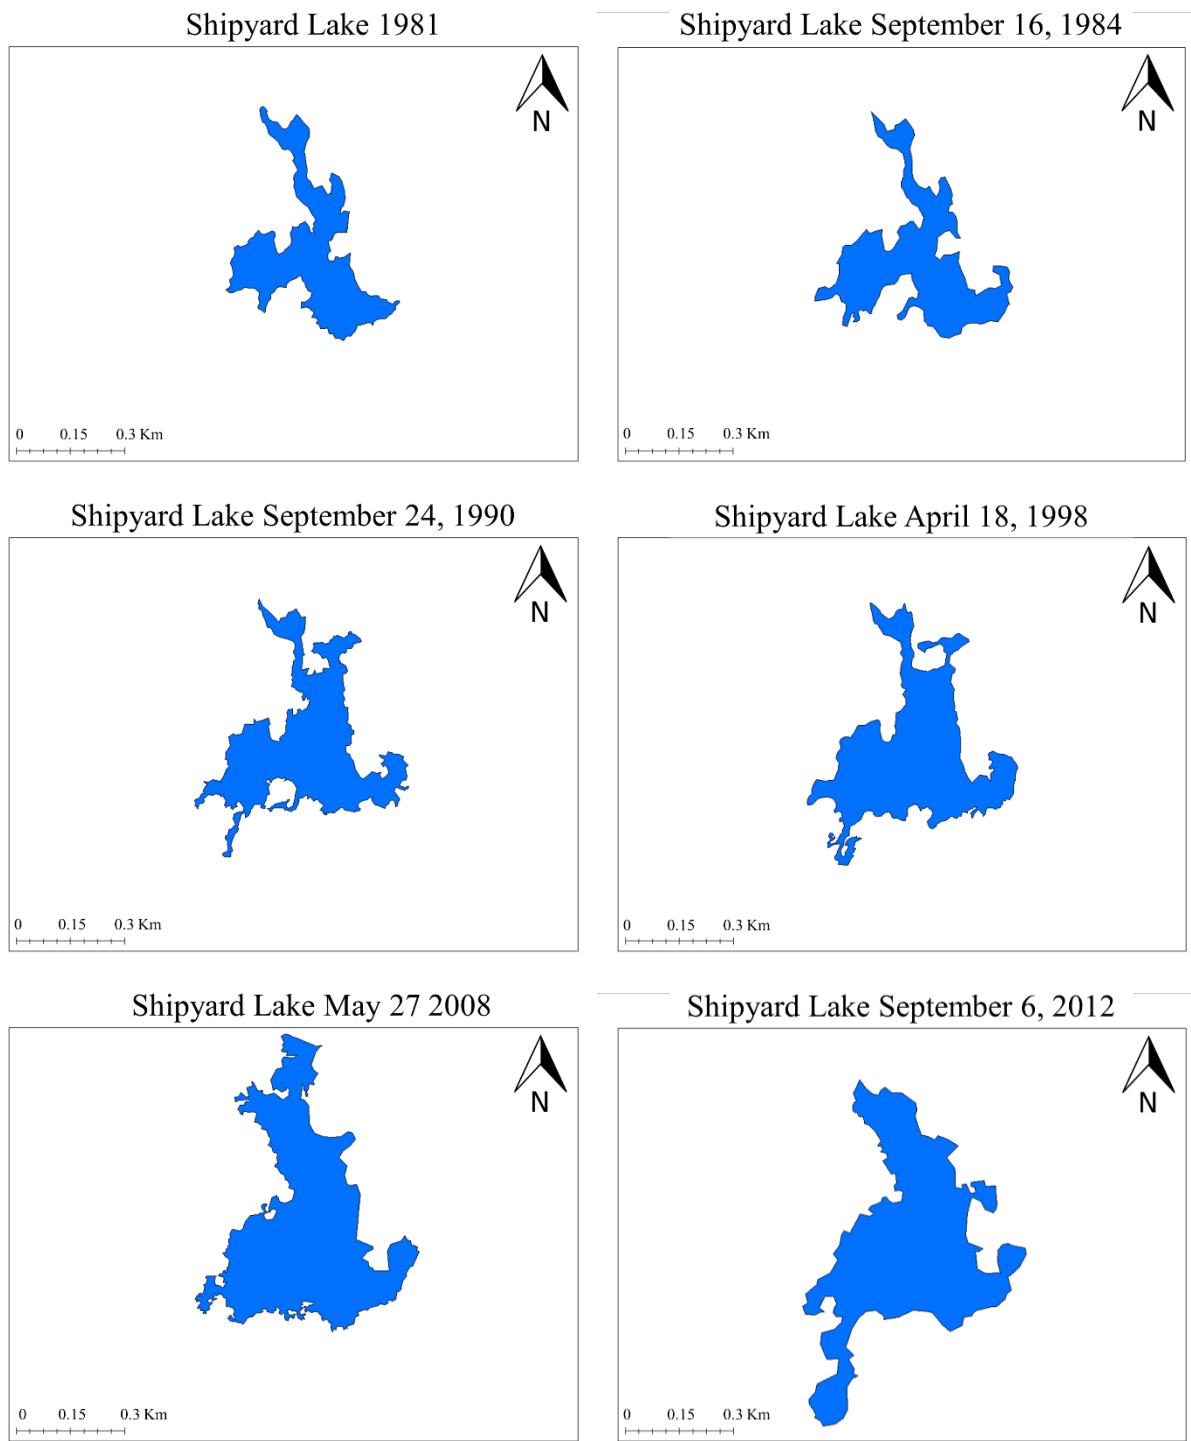 Shipyard Lake 1981
N
0 0.15 0.3 Km
Shipyard Lake September 16, 1984
N
0 0.15 0.3 Km
Shipyard Lake September 24, 1990
N
0 0.15 0.3 Km
Shipyard Lake April 18, 1998
N
0 0.15 0.3 Km
Shipyard Lake May 27 2008
N
0 0.15 0.3 Km
Shipyard Lake September 6, 2012
N
0 0.15 0.3 Km